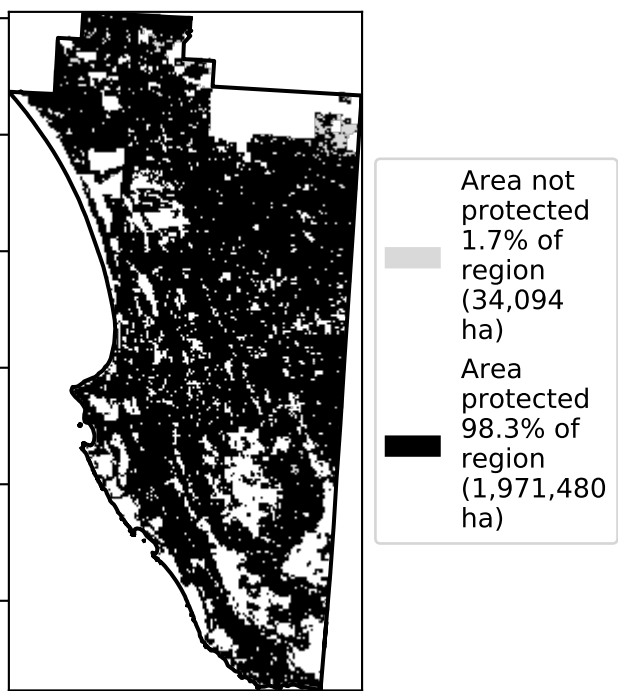 Area not
protected
1.7% of
region
(34,094
ha)
Area
protected
98.3% of
region
(1,971,480
ha)